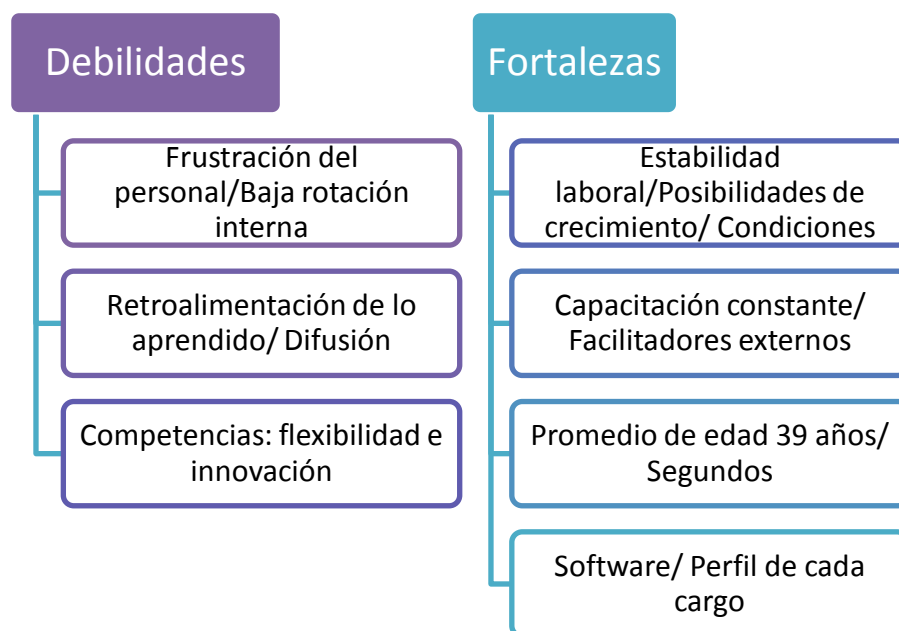 Debilidades
Frustración del
personal/Baja rotación
interna
Retroalimentación de lo
aprendido/ Difusión
Competencias: flexibilidad e
innovación
Fortalezas
Estabilidad
laboral/Posibilidades de
crecimiento/ Condiciones
Capacitación constante/
Facilitadores externos
Promedio de edad 39 años/
Segundos
Software/ Perfil de cada
cargo